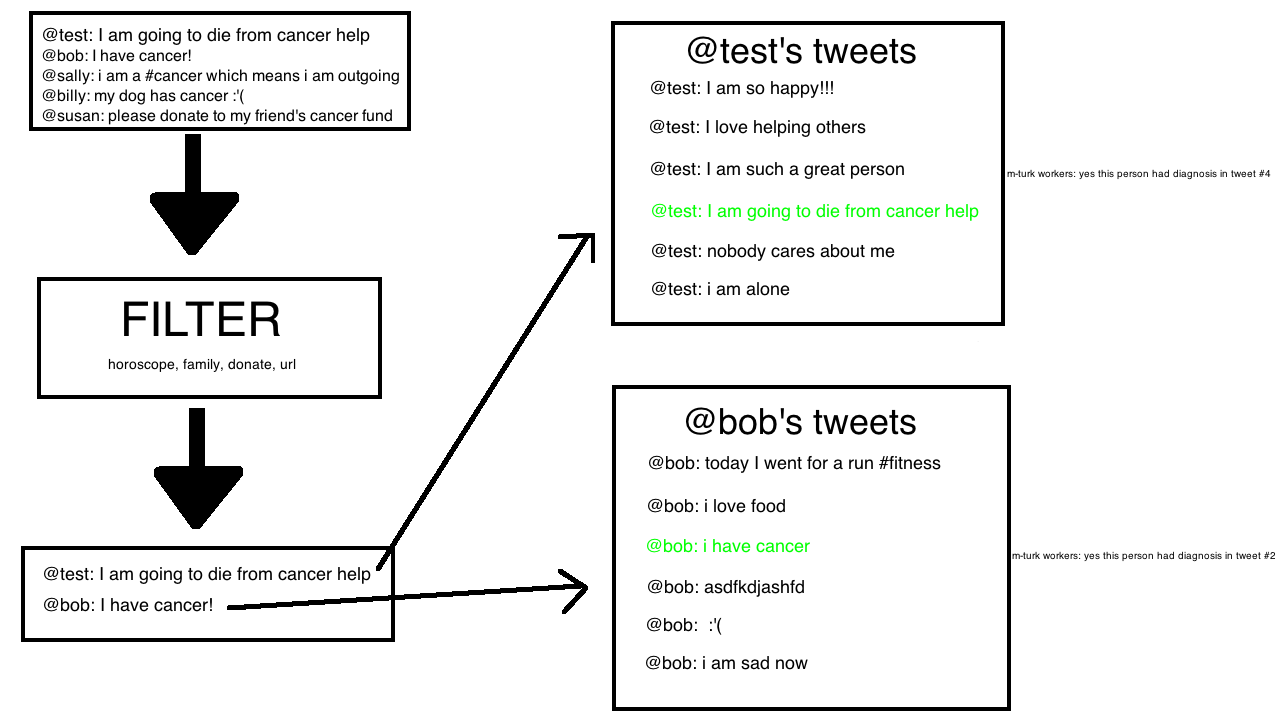 @test: I am going to die from cancer help
@bob: I have cancer!
@sally: i am a #cancer which means i am outgoing
@billy: my dog has cancer :'(
@susan: please donate to my friend's cancer fund
FILTER
horoscope, family, donate, url
@test: I am going to die from cancer help
@bob: I have cancer!
@test's tweets
@test: I am so happy!!!
@test: I love helping others
@test: I am such a great person
@test: I am going to die from cancer help
@test: nobody cares about me
@test: i am alone
m-turk workers: yes this person had diagnosis in tweet #4
@bob's tweets
@bob: today I went for a run #fitness
@bob: i love food
@bob: i have cancer
@bob: asdfkdjashfd
@bob:  :'(
@bob: i am sad now
m-turk workers: yes this person had diagnosis in tweet #2